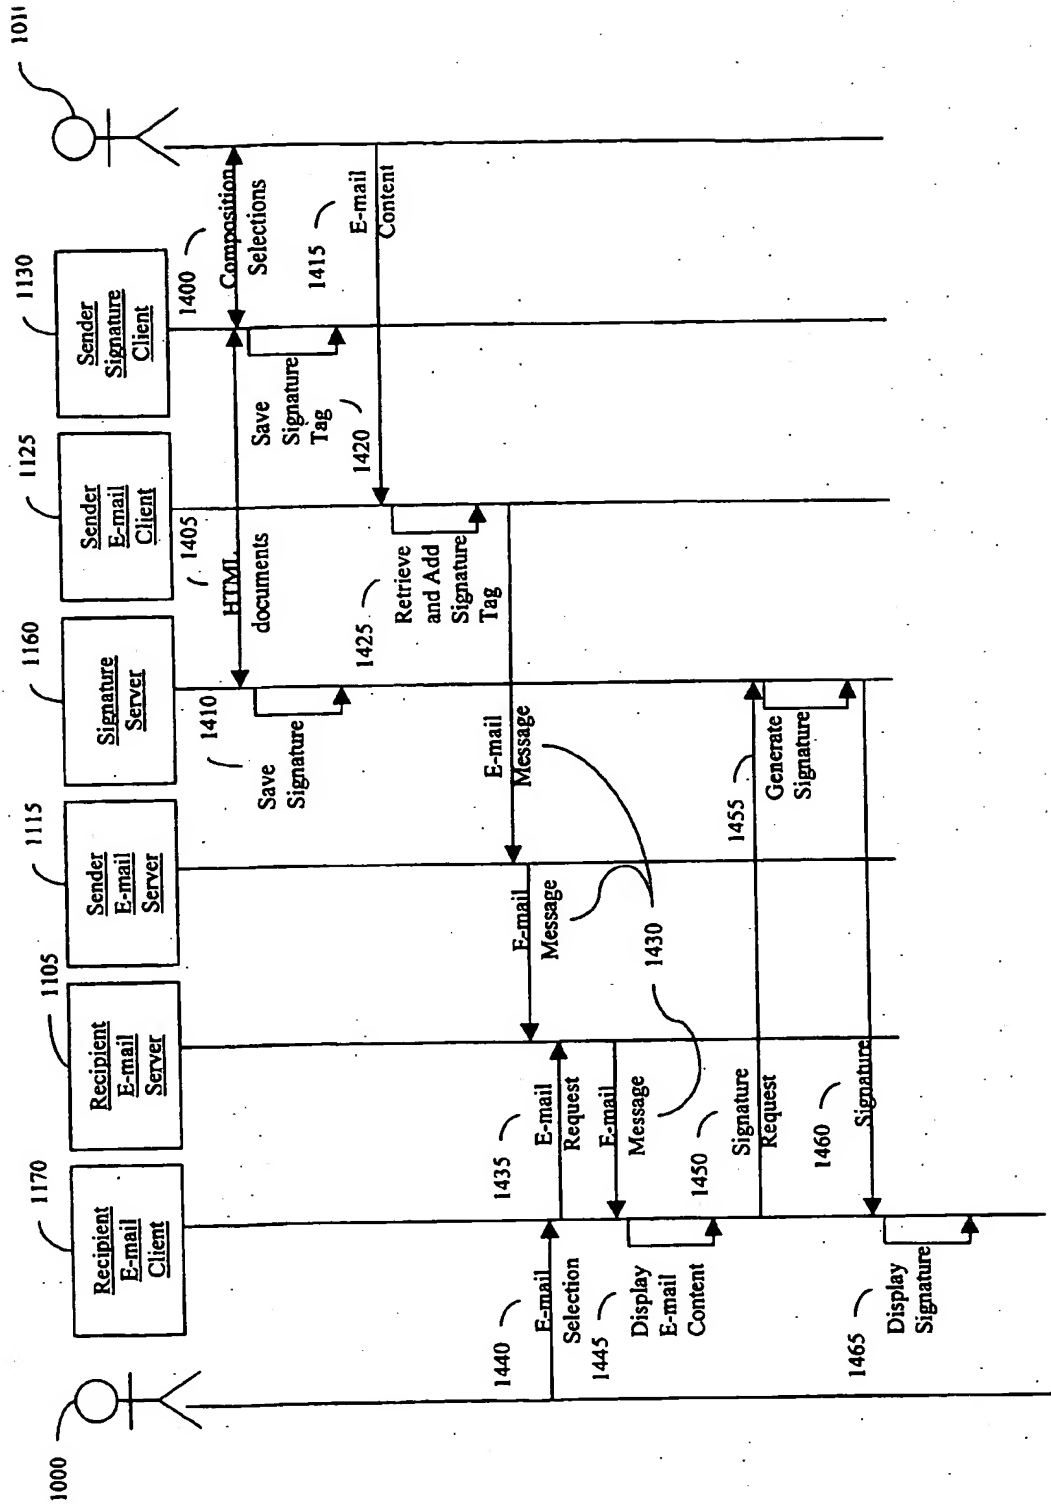 1000
1170
1105
1115
1160
1125
1130
Recipient
E-mail
Client
Recipient
E-mail
Server
Sender
E-mail
Server
Signature
Server
Sender
E-mail
Client
Sender
Signature
Client
1400
Composition
Selections
1405
HTML
documents
1410
Save
Signature
Save
Signature
Tag
1415
E-mail
Content
1420
1425
Retrieve
and Add
Signature
Tag
E-mail
Message
E-mail
Message
1430
1435
E-mail
Request
1440
E-mail
Selection
E-mail
Message
1445
Display
E-mail
Content
1450
Signature
Request
1455
Generate
Signature
1460
Signature
1465
Display
Signature